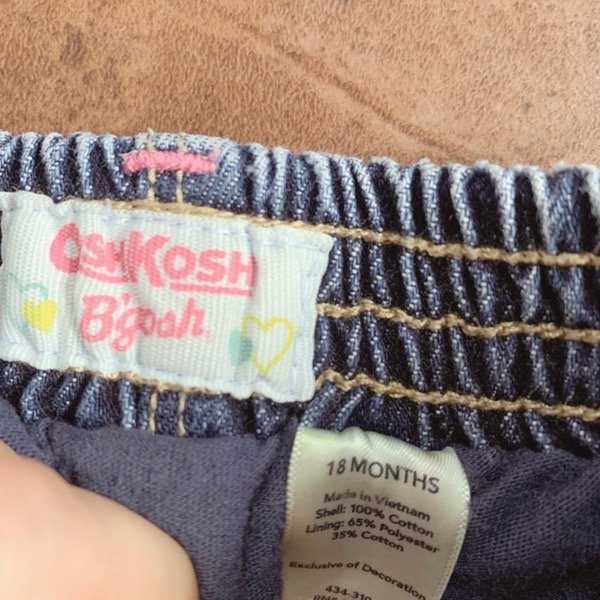 OSHKOSH
B'gosh
18 MONTHS
Made in Vietnam
Shell: 100% Cotton
Lining: 65% Polyester
35% Cotton
Exclusive of Decoration